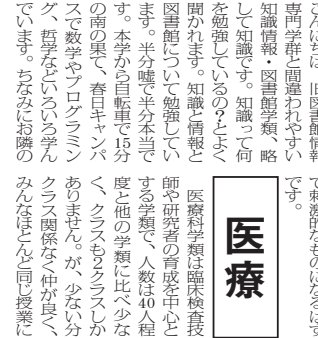 こんにちは　旧図書館情報
専門学群と間違われやすい
知識情報・図書館学類、略
して知識です。知識って何
を勉強しているの?とよく
聞かれます。知識と情報と
図書館について勉強してい
ます。半分嘘で半分本当で
す。本学から自転車で15分
の南の果て、春日キャンパ
スで数学やプログラミン
グ、哲学などいろいろ学ん
でいます。ちなみにお隣の
で刺激的なものになるはず
です。
医療
医療科学類は臨床検査技
師や研究者の育成を中心と
する学類で、人数は40人程
度と他の学類に比べ少な
く、クラスも2クラスしか
ありません。が、少ない分
クラス関係なく仲が良く、
みんなほとんど同じ授業に